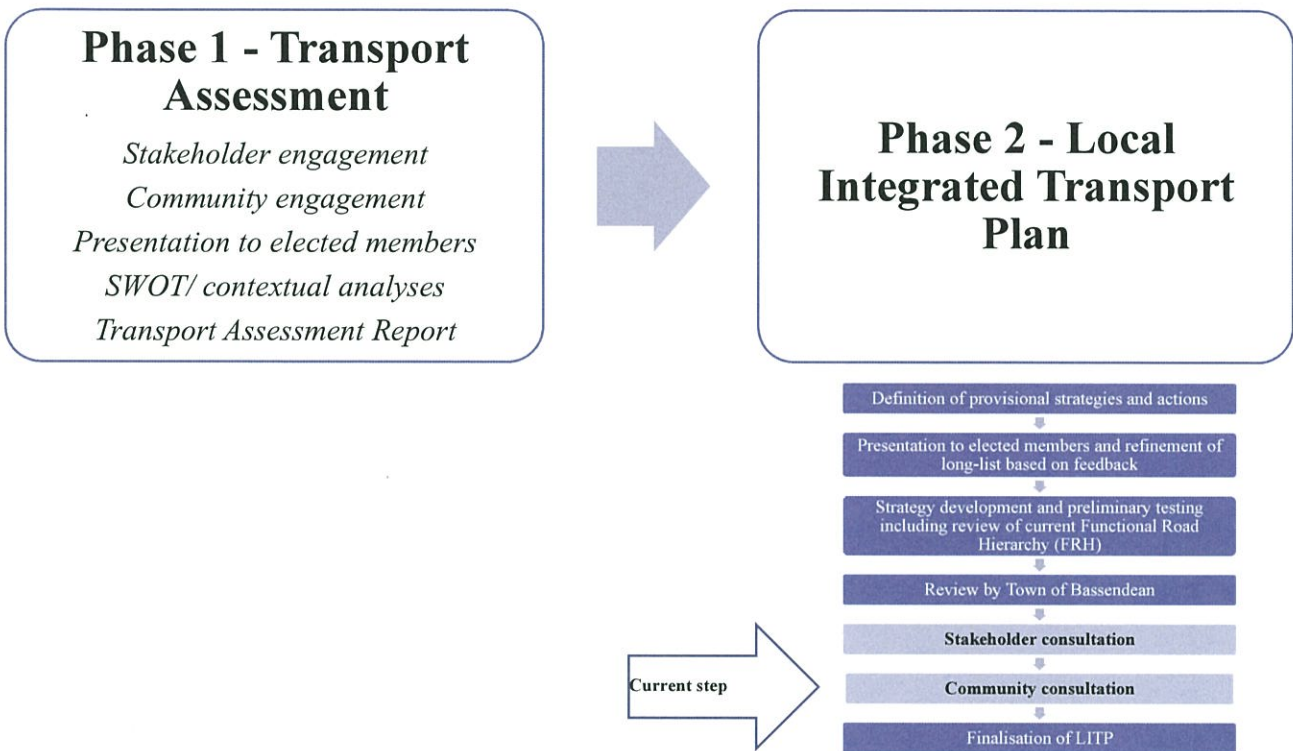 Phase 1 - Transport
Assessment
Stakeholder engagement
Community engagement
Presentation to elected members
SWOT/ contextual analyses
Transport Assessment Report
Phase 2 - Local
Integrated Transport
Plan
Definition of provisional strategies and actions
Presentation to elected members and refinement of
long-list based on feedback
Strategy development and preliminary testing
including review of current Functional Road
Hierarchy (FRH)
Review by Town of Bassendean
Stakeholder consultation
Current step
Community consultation
Finalisation of LITP